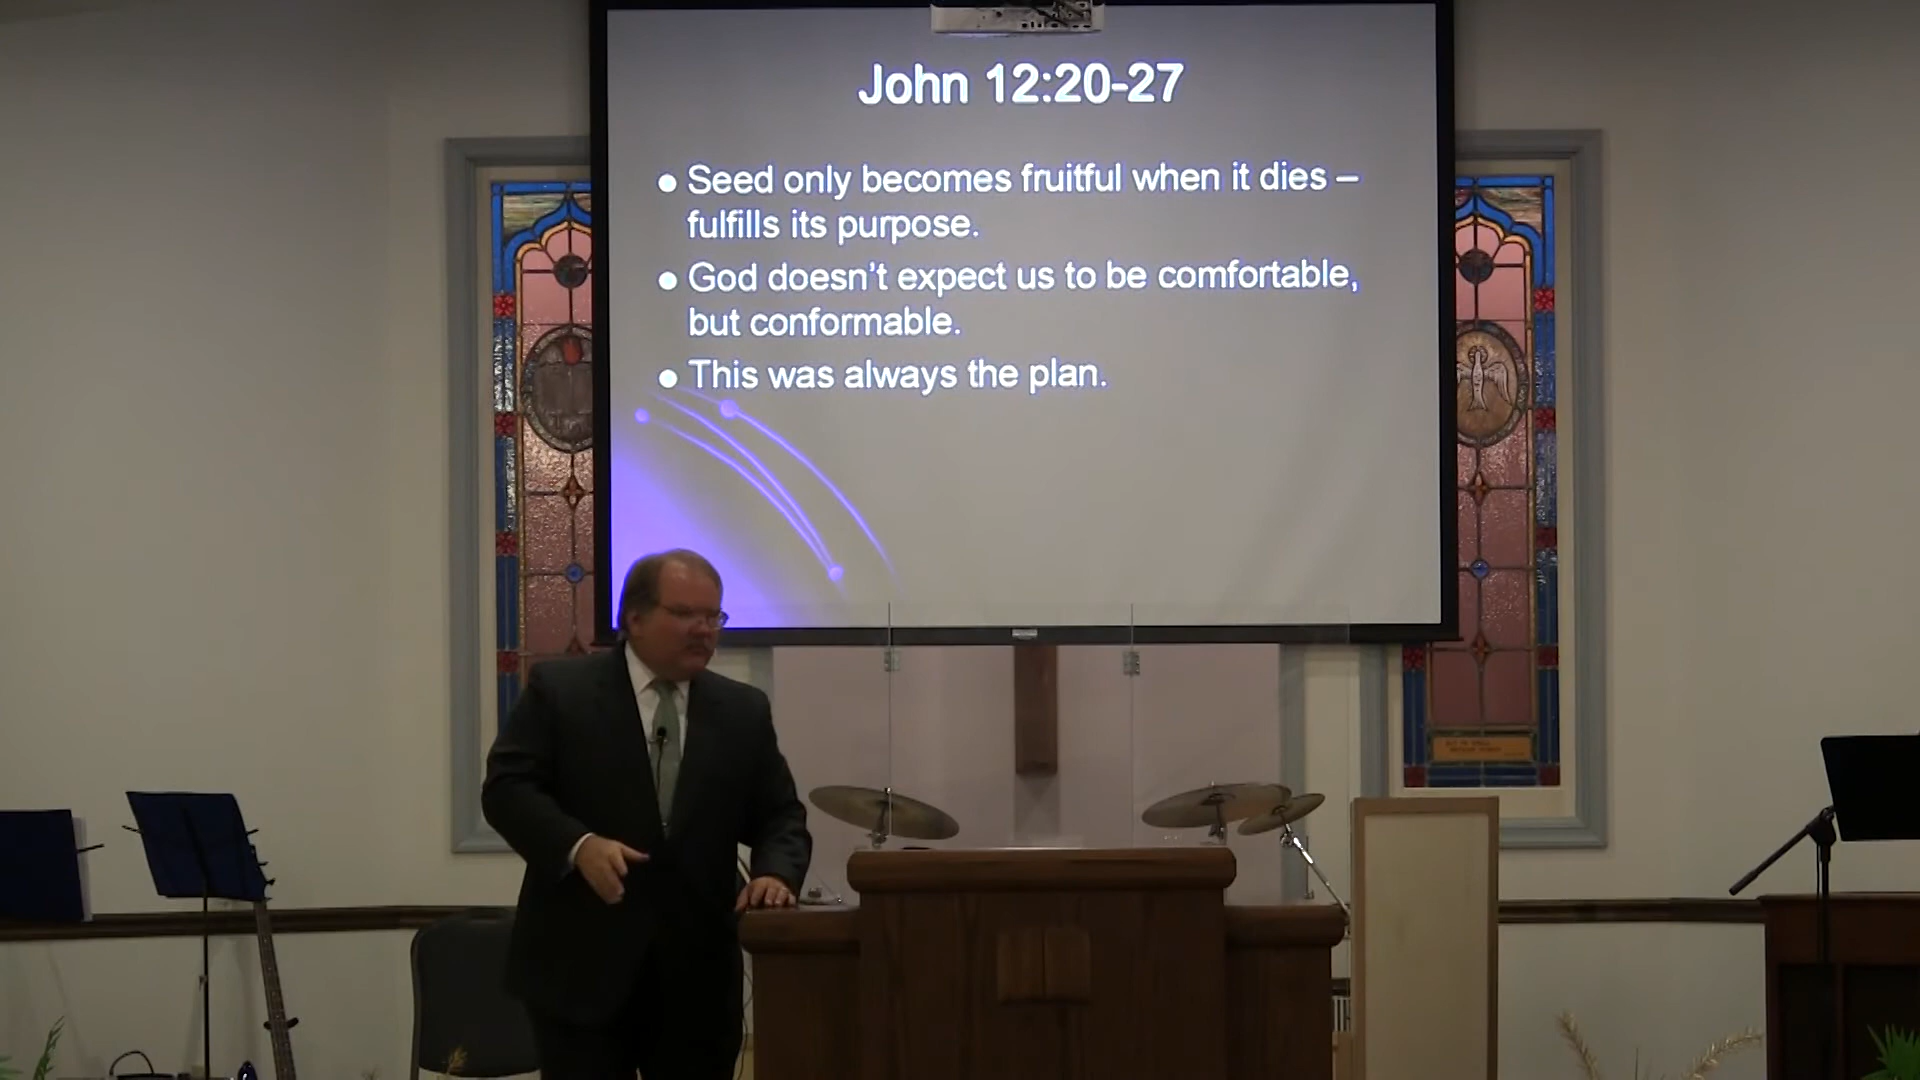 John 12:20-27
● Seed only becomes fruitful when it dies –
fulfills its purpose.
● God doesn't expect us to be comfortable,
but conformable.
● This was always the plan.